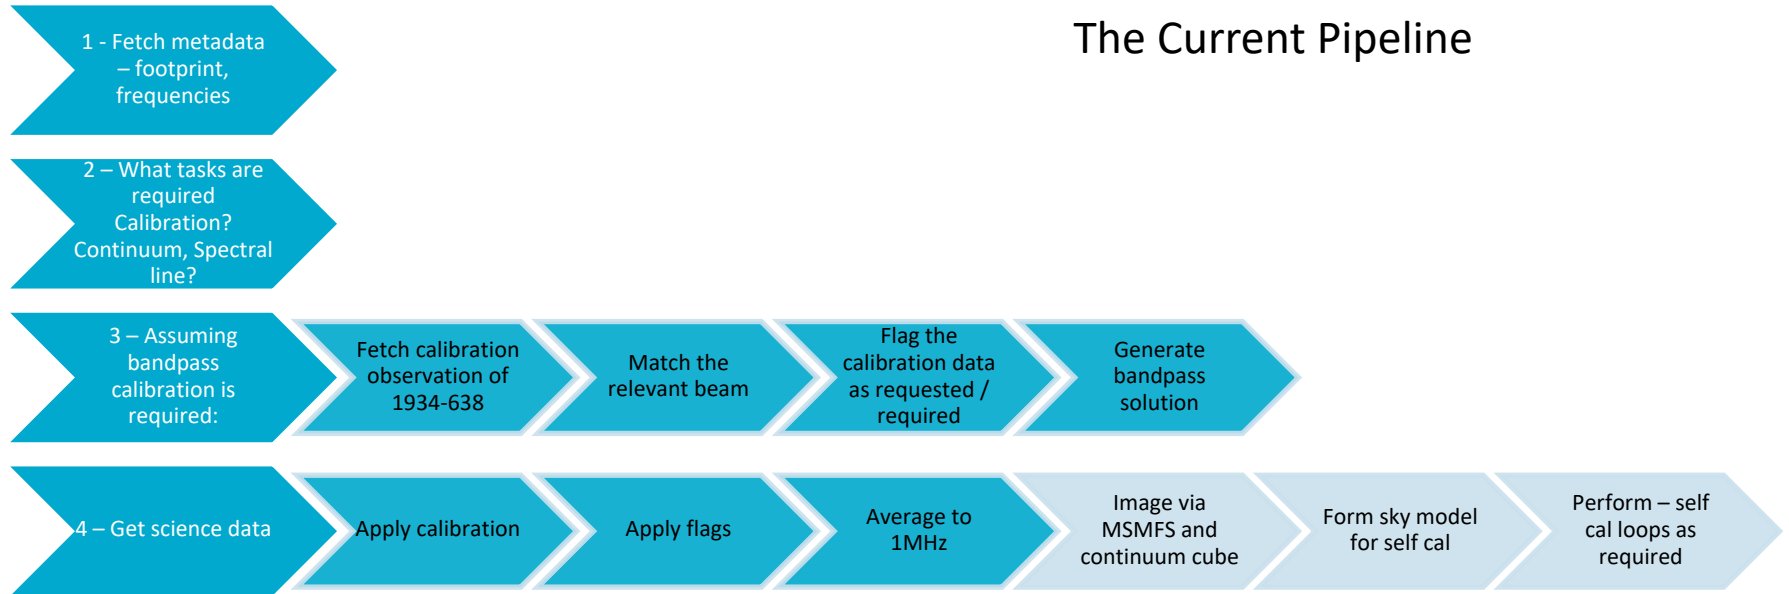 The Current Pipeline
1 - Fetch metadata
– footprint,
frequencies
2 – What tasks are
required
Calibration?
Continuum, Spectral
line?
3 – Assuming
bandpass
calibration is
required:
Fetch calibration
observation of
1934-638
Match the
relevant beam
Flag the
calibration data
as requested /
required
Generate
bandpass
solution
4 – Get science data
Apply calibration
Apply flags
Average to
1MHz
Image via
MSMFS and
continuum cube
Form sky model
for self cal
Perform – self
cal loops as
required